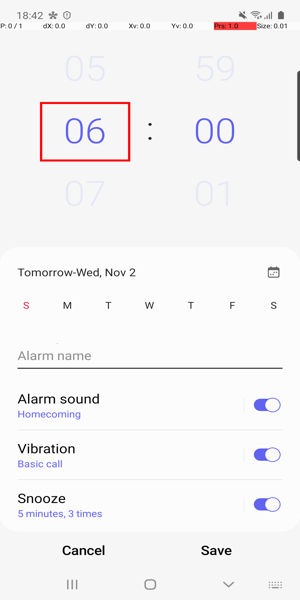 18:42
P: 0 / 1 dX: 0.0 dY: 0.0 Xv: 0.0 Yv: 0.0 Prs: 1.0 Size: 0.01
05 59
06 : 00
07 01
Tomorrow-Wed, Nov 2
S M T W T F S
Alarm name
Alarm sound
Homecoming
Vibration
Basic call
Snooze
5 minutes, 3 times
Cancel Save